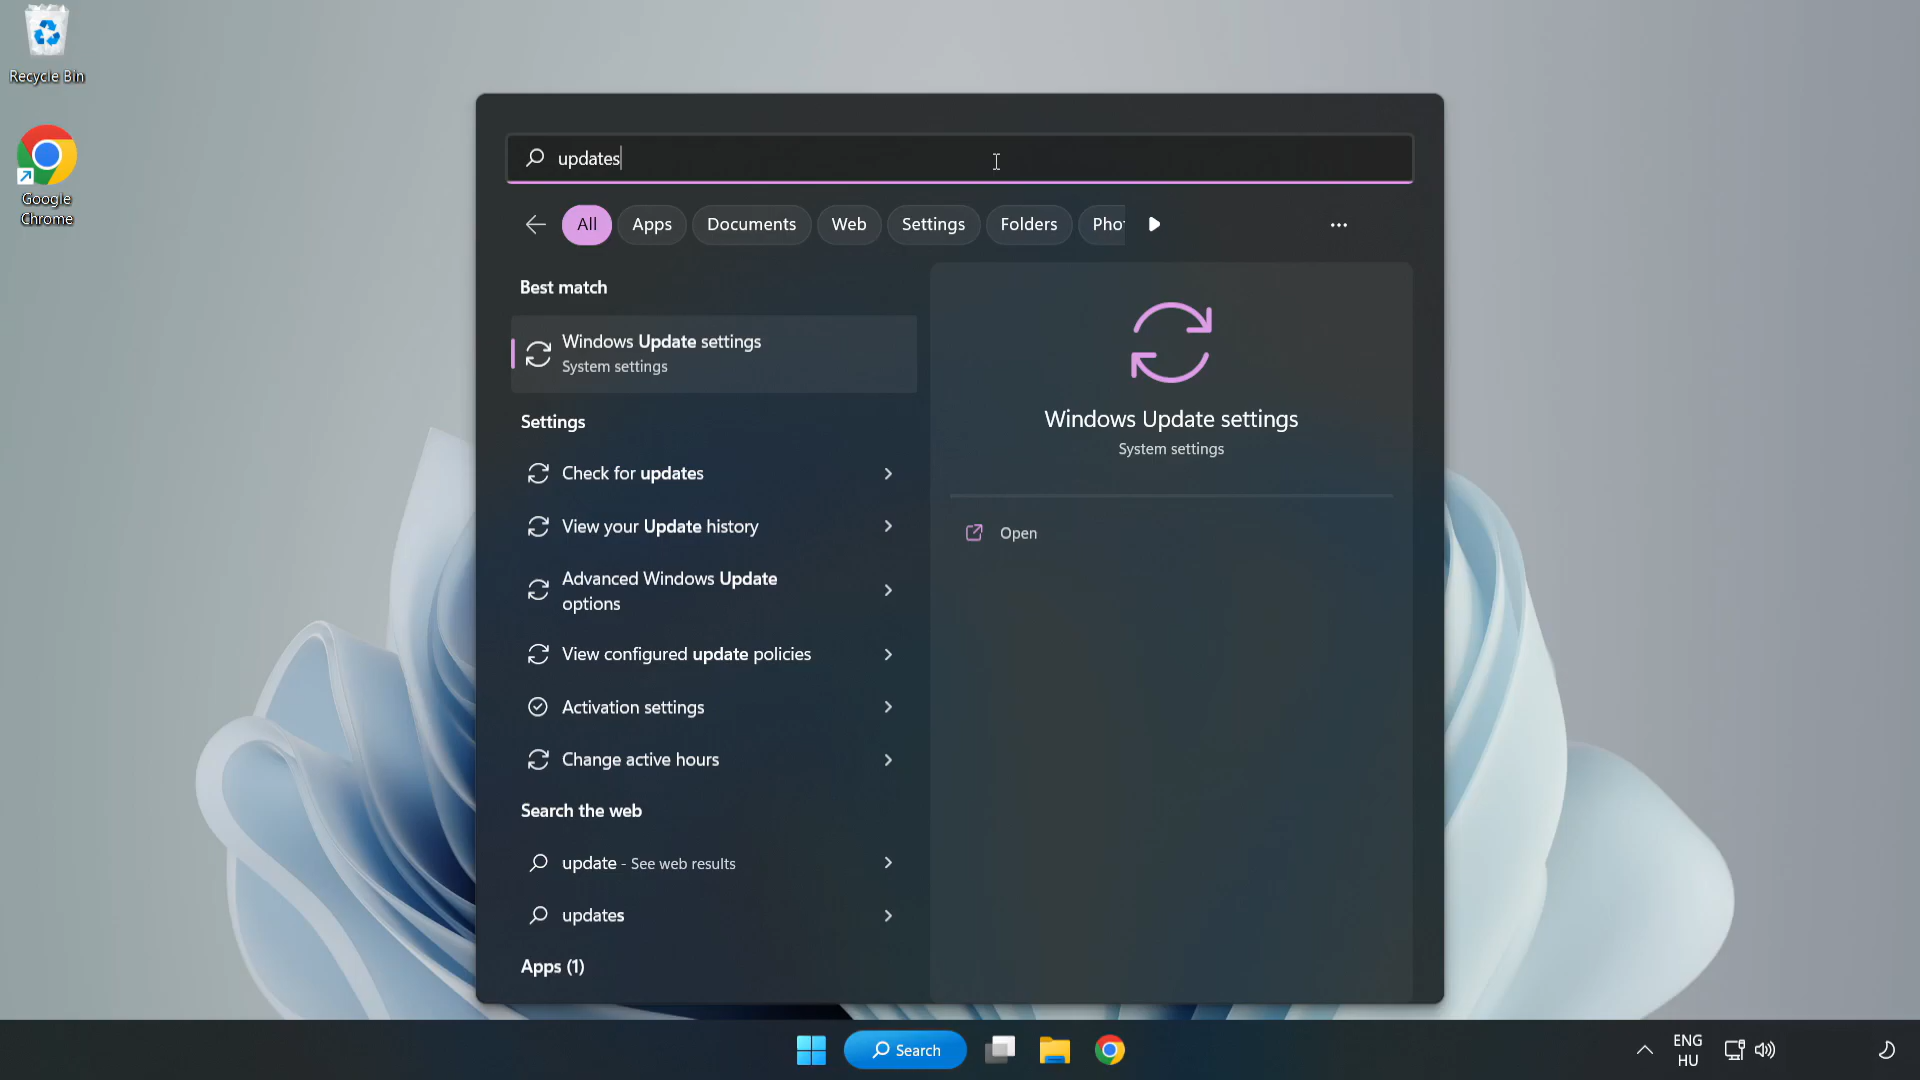 Recycle Bin
Google
Chrome
updates
All
Apps
Documents
Web
Settings
Folders
Pho
Best match
Windows Update settings
System settings
Settings
Check for updates
View your Update history
Advanced Windows Update
options
View configured update policies
Activation settings
Change active hours
Search the web
update - See web results
updates
Apps (1)
Windows Update settings
System settings
Open
Search
ENG
HU